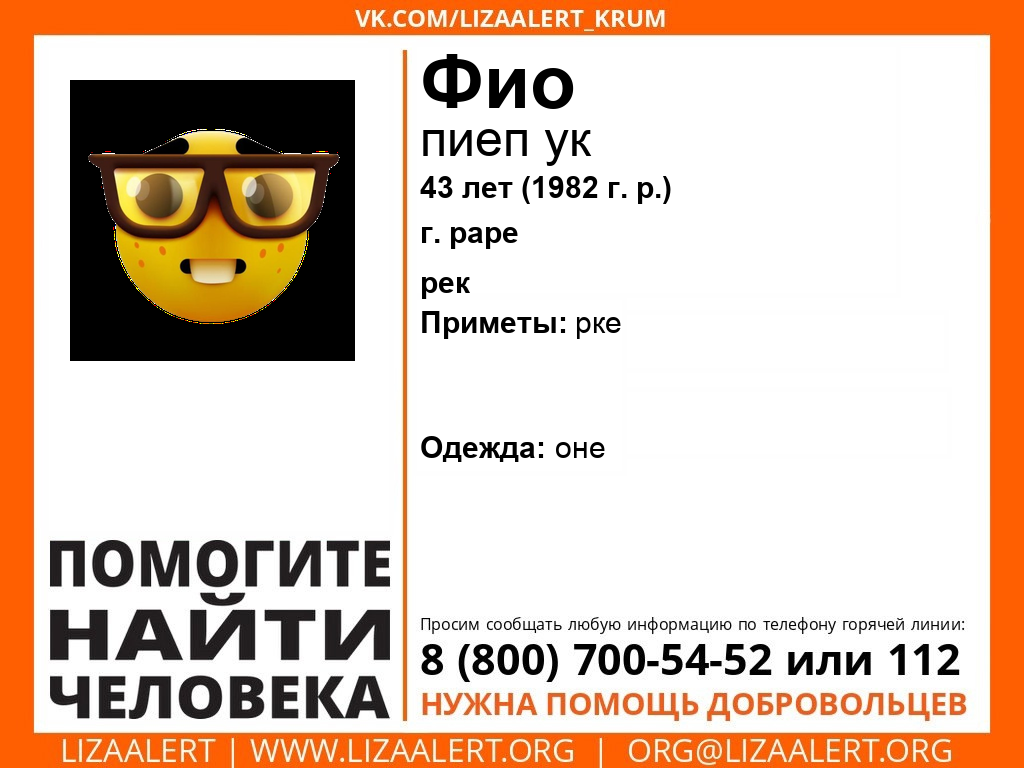 VK.COM/LIZAALERT_KRUM
Фио
пиеп ук
43 лет (1982 г. р.)
г. раре
рек
Приметы: рке
Одежда: оне
ПОМОГИТЕ
НАЙТИ
ЧЕЛОВЕКА
Просим сообщать любую информацию по телефону горячей линии:
8 (800) 700-54-52 или 112
НУЖНА ПОМОЩЬ ДОБРОВОЛЬЦЕВ
LIZAALERT | WWW.LIZAALERT.ORG | ORG@LIZAALERT.ORG